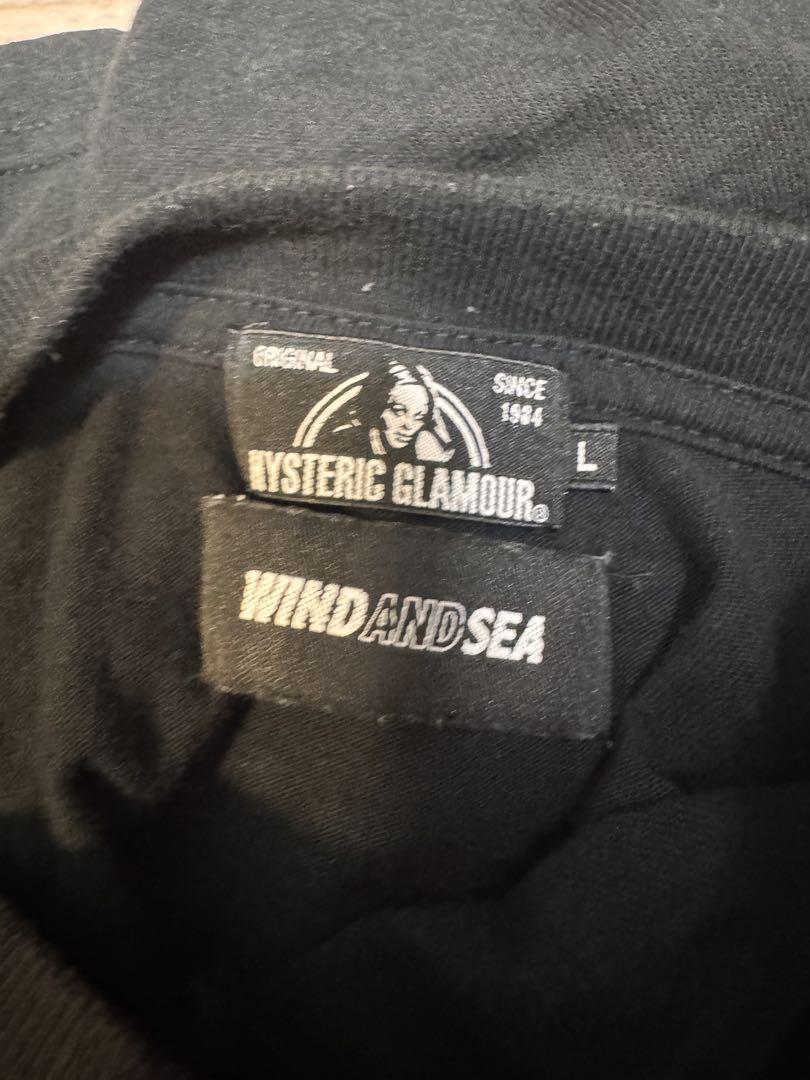 ORIGINAL
SINCE
1984
HYSTERIC GLAMOUR®
L
WINDANDSEA